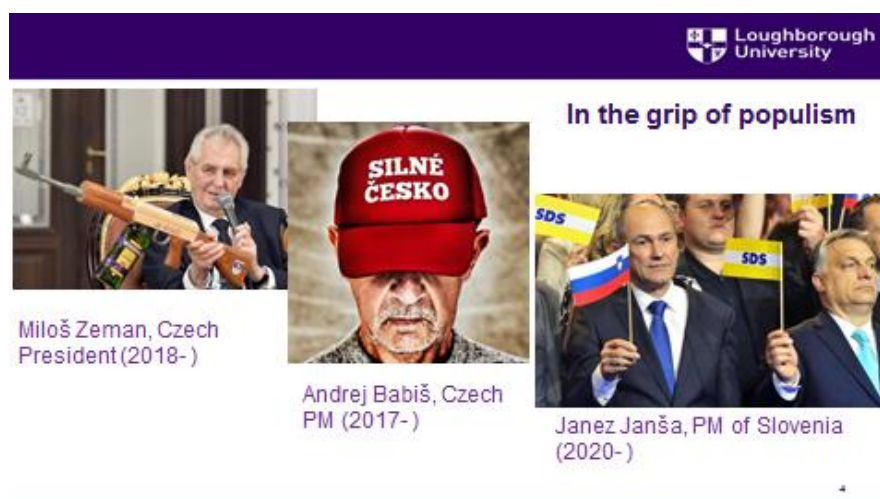 Loughborough
University
In the grip of populism
SILNÉ
ČESKO
SDS
SDS
Miloš Zeman, Czech
President (2018- )
Andrej Babiš, Czech
PM (2017- )
Janez Janša, PM of Slovenia
(2020- )
4